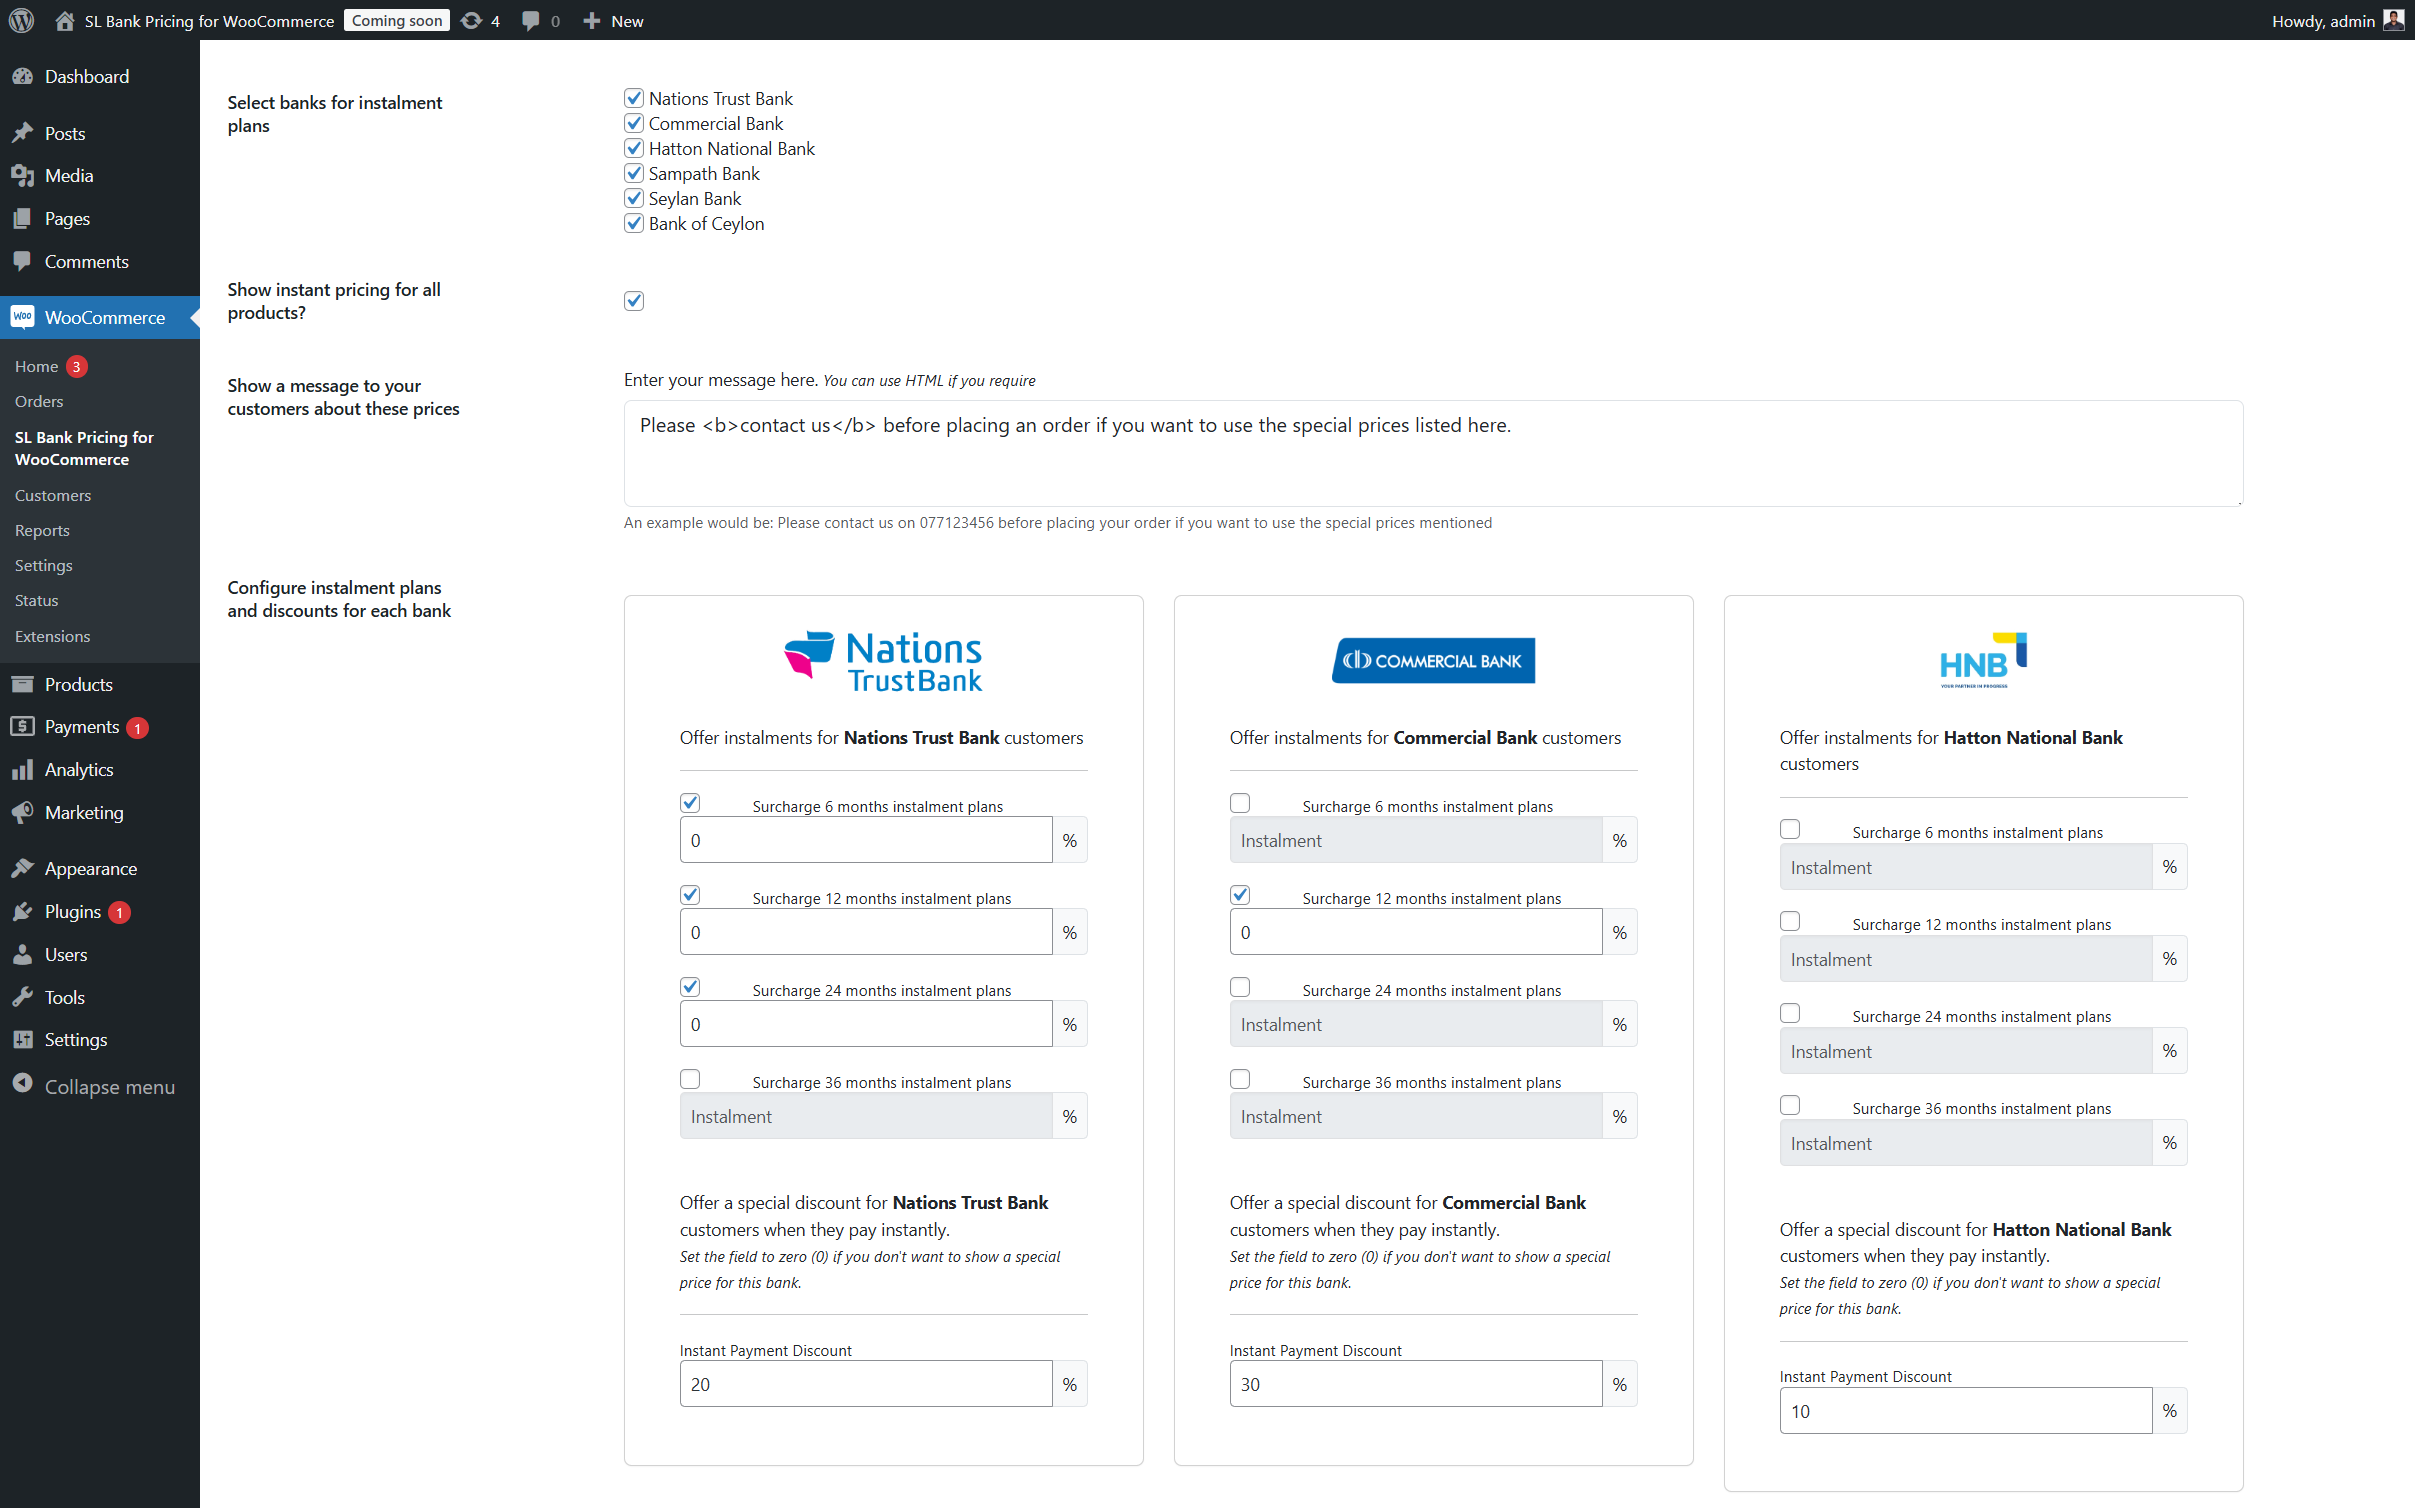 SL Bank Pricing for WooCommerce Coming soon 4 0 New Howdy, admin
Dashboard
Posts
Media
Pages
Comments
Woo WooCommerce
Home 3
Orders
SL Bank Pricing for
WooCommerce
Customers
Reports
Settings
Status
Extensions
Products
Payments 1
Analytics
Marketing
Appearance
Plugins 1
Users
Tools
Settings
Collapse menu
Select banks for instalment
plans
Nations Trust Bank
Commercial Bank
Hatton National Bank
Sampath Bank
Seylan Bank
Bank of Ceylon
Show instant pricing for all
products?
Show a message to your
customers about these prices
Enter your message here. You can use HTML if you require
Please <b>contact us</b> before placing an order if you want to use the special prices listed here.
An example would be: Please contact us on 077123456 before placing your order if you want to use the special prices mentioned
Configure instalment plans
and discounts for each bank
Nations
TrustBank
Offer instalments for Nations Trust Bank customers
Surcharge 6 months instalment plans
0 %
Surcharge 12 months instalment plans
0 %
Surcharge 24 months instalment plans
0 %
Surcharge 36 months instalment plans
Instalment %
Offer a special discount for Nations Trust Bank
customers when they pay instantly.
Set the field to zero (0) if you don't want to show a special
price for this bank.
Instant Payment Discount
20 %
COMMERCIAL BANK
Offer instalments for Commercial Bank customers
Surcharge 6 months instalment plans
Instalment %
Surcharge 12 months instalment plans
0 %
Surcharge 24 months instalment plans
Instalment %
Surcharge 36 months instalment plans
Instalment %
Offer a special discount for Commercial Bank
customers when they pay instantly.
Set the field to zero (0) if you don't want to show a special
price for this bank.
Instant Payment Discount
30 %
HNB
YOUR PARTNER IN PROGRESS
Offer instalments for Hatton National Bank
customers
Surcharge 6 months instalment plans
Instalment %
Surcharge 12 months instalment plans
Instalment %
Surcharge 24 months instalment plans
Instalment %
Surcharge 36 months instalment plans
Instalment %
Offer a special discount for Hatton National Bank
customers when they pay instantly.
Set the field to zero (0) if you don't want to show a special
price for this bank.
Instant Payment Discount
10 %